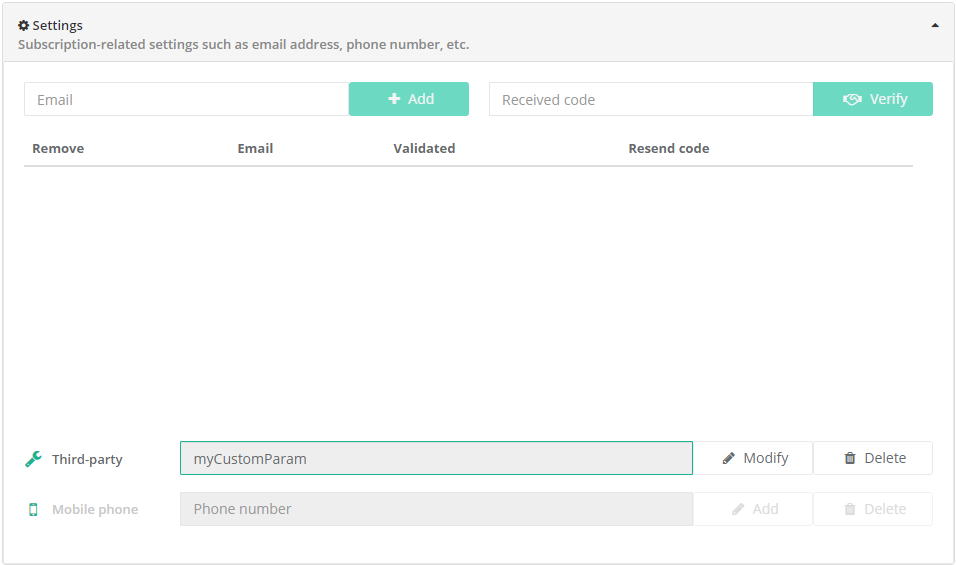 Settings
Subscription-related settings such as email address, phone number, etc.
Email Add Received code Verify
Remove Email Validated Resend code
Third-party myCustomParam Modify Delete
Mobile phone Phone number Add Delete